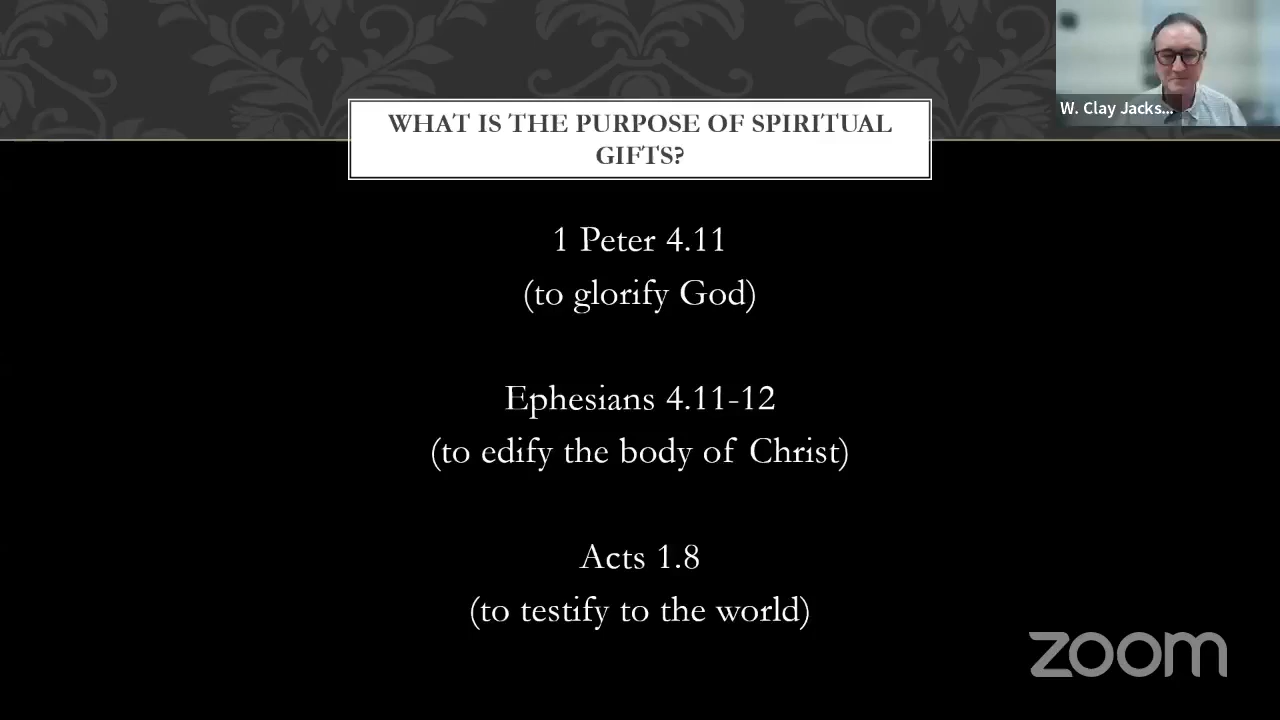 W. Clay Jacks...
WHAT IS THE PURPOSE OF SPIRITUAL
GIFTS?
1 Peter 4.11
(to glorify God)
Ephesians 4.11-12
(to edify the body of Christ)
Acts 1.8
(to testify to the world)
zoom